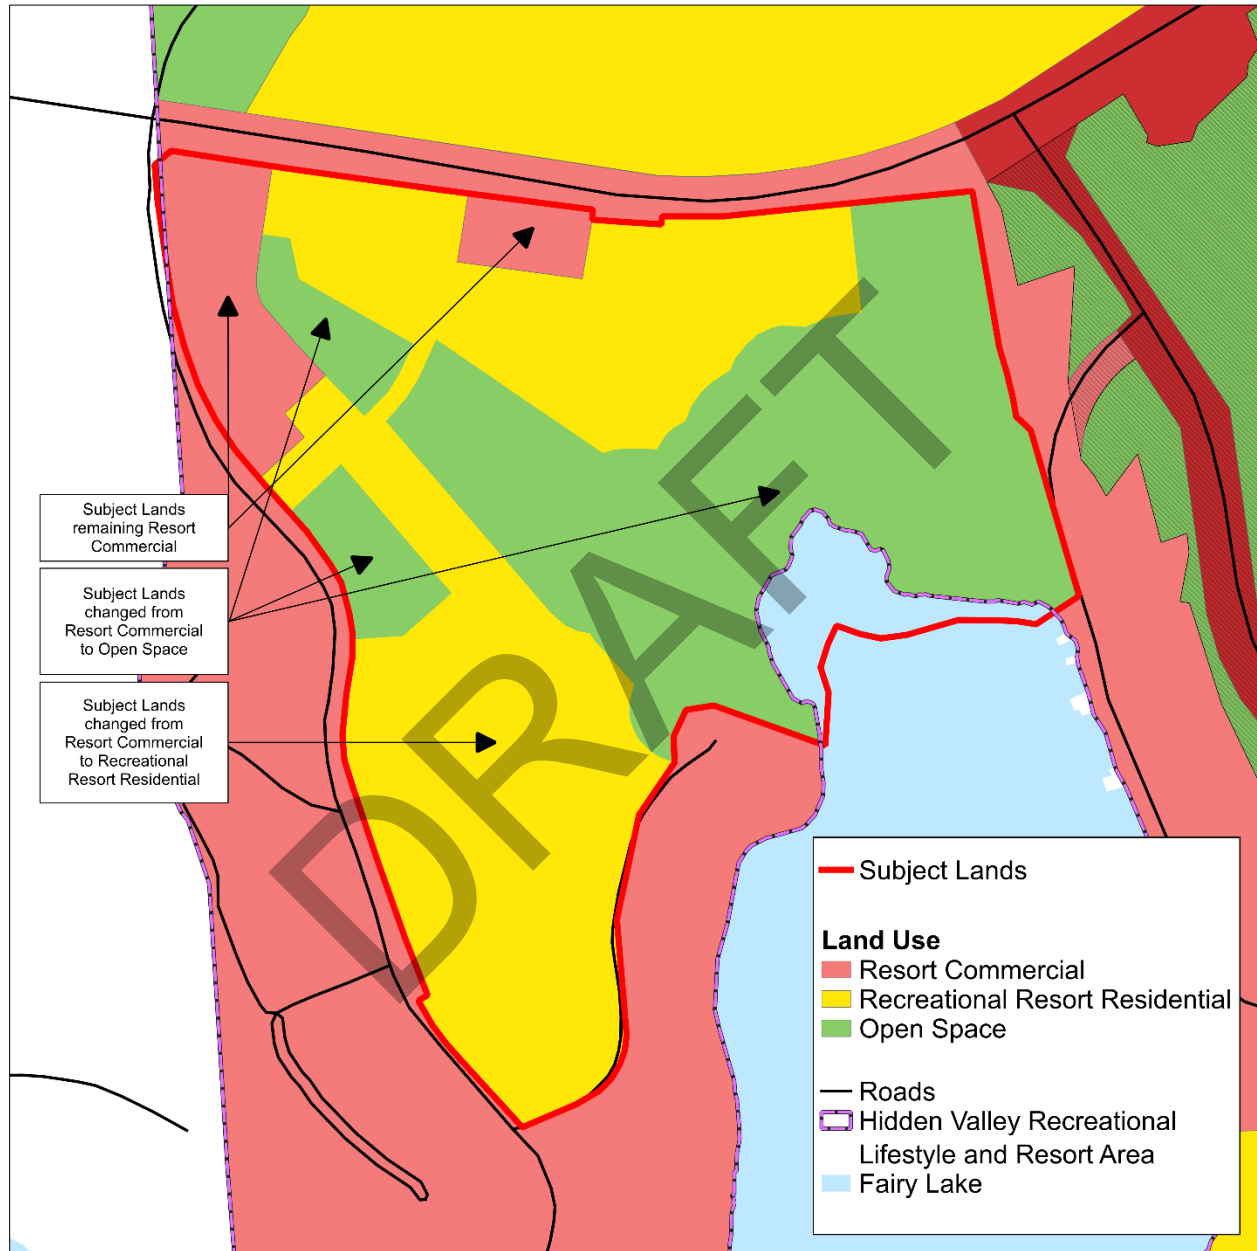 Subject Lands
remaining Resort
Commercial
Subject Lands
changed from
Resort Commercial
to Open Space
Subject Lands
changed from
Resort Commercial
to Recreational
Resort Residential
DRAFT
Subject Lands
Land Use
Resort Commercial
Recreational Resort Residential
Open Space
Roads
Hidden Valley Recreational
Lifestyle and Resort Area
Fairy Lake